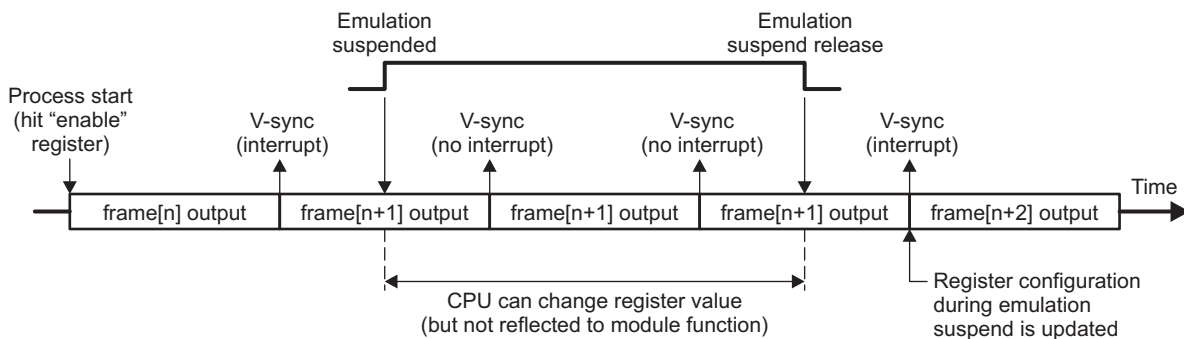 Emulation
suspended
Emulation
suspend release
Process start
(hit “enable”
register)
V-sync
(interrupt)
V-sync
(no interrupt)
V-sync
(no interrupt)
V-sync
(interrupt)
Time
frame[n] output
frame[n+1] output
frame[n+1] output
frame[n+1] output
frame[n+2] output
CPU can change register value
(but not reflected to module function)
Register configuration
during emulation
suspend is updated